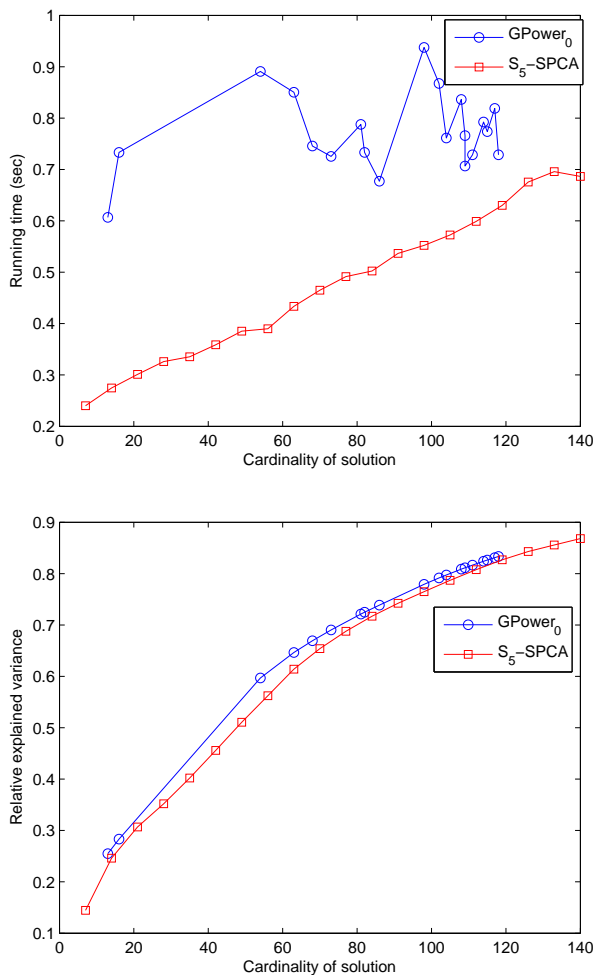 1
0.9
0.8
0.7
0.6
0.5
0.4
0.3
0.2
Running time (sec)
GPower₀
S₅−SPCA
0 20 40 60 80 100 120 140
Cardinality of solution
0.9
0.8
0.7
0.6
0.5
0.4
0.3
0.2
0.1
Relative explained variance
GPower₀
S₅−SPCA
0 20 40 60 80 100 120 140
Cardinality of solution